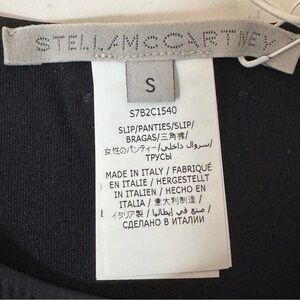 STELLA McCARTNEY
S
S7B2C1540
SLIP/PANTIES/SLIP/
BRAGAS/三角裤/
女性のパンティー/سروال داخلي/
ТРУСЫ
MADE IN ITALY / FABRIQUÉ
EN ITALIE / HERGESTELLT
IN ITALIEN / HECHO EN
ITALIA / 意大利制造 /
イタリア製 / صنع في إيطاليا /
СДЕЛАНО В ИТАЛИИ